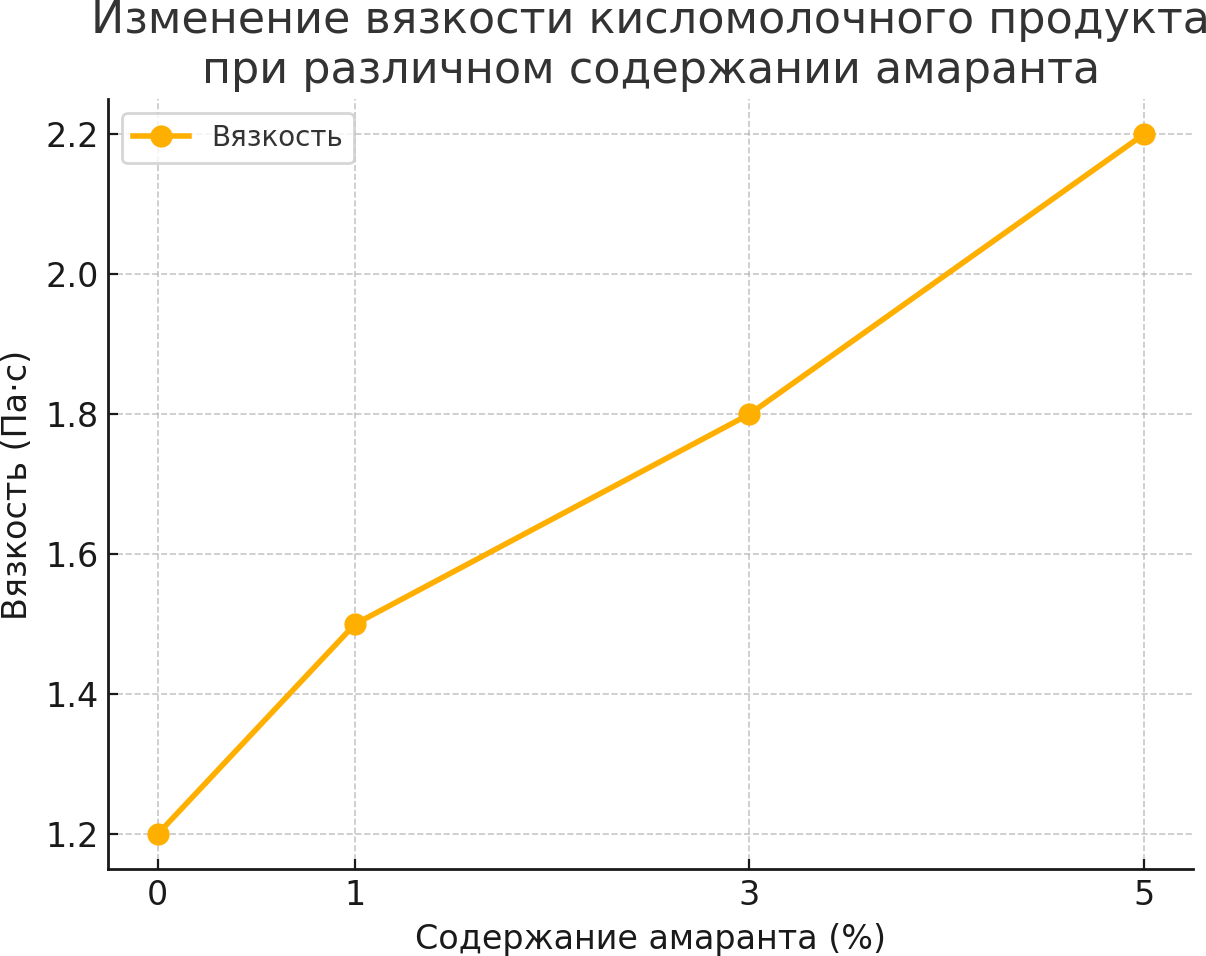 Изменение вязкости кисломолочного продукта
при различном содержании амаранта
Вязкость
2.2
2.0
1.8
1.6
1.4
1.2
Вязкость (Па·с)
0 1 3 5
Содержание амаранта (%)